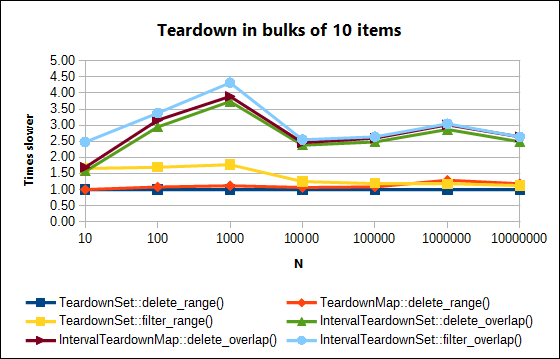 Teardown in bulks of 10 items
5.00
4.50
4.00
3.50
3.00
2.50
2.00
1.50
1.00
0.50
0.00
Times slower
10 100 1000 10000 100000 1000000 10000000
N
TeardownSet::delete_range() TeardownMap::delete_range()
TeardownSet::filter_range() IntervalTeardownSet::delete_overlap()
IntervalTeardownMap::delete_overlap() IntervalTeardownSet::filter_overlap()